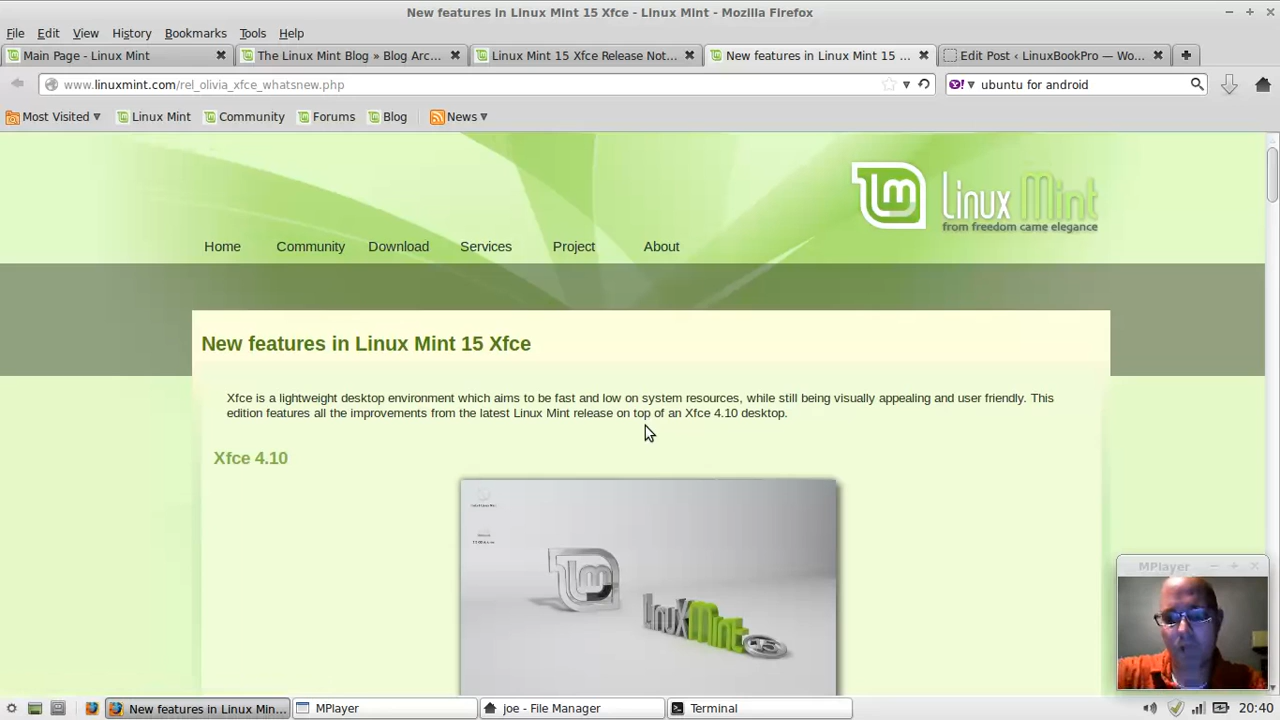 New features in Linux Mint 15 Xfce - Linux Mint - Mozilla Firefox
File Edit View History Bookmarks Tools Help
Main Page - Linux Mint
The Linux Mint Blog » Blog Arc...
Linux Mint 15 Xfce Release Not...
New features in Linux Mint 15 ...
Edit Post ‹ LinuxBookPro — Wo...
www.linuxmint.com/rel_olivia_xfce_whatsnew.php
ubuntu for android
Most Visited Linux Mint Community Forums Blog News
Linux Mint
from freedom came elegance
Home Community Download Services Project About
New features in Linux Mint 15 Xfce
Xfce is a lightweight desktop environment which aims to be fast and low on system resources, while still being visually appealing and user friendly. This
edition features all the improvements from the latest Linux Mint release on top of an Xfce 4.10 desktop.
Xfce 4.10
Linux Mint 15
MPlayer
New features in Linux Min... MPlayer joe - File Manager Terminal 20:40